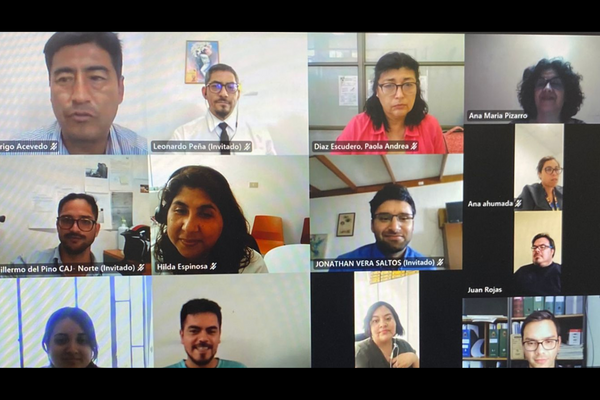 rigo Acevedo
Leonardo Peña (Invitado)
Diaz Escudero, Paola Andrea
Ana Maria Pizarro
illermo del Pino CAJ- Norte (Invitado)
Hilda Espinosa
JONATHAN VERA SALTOS (Invitado)
Ana ahumada
Juan Rojas